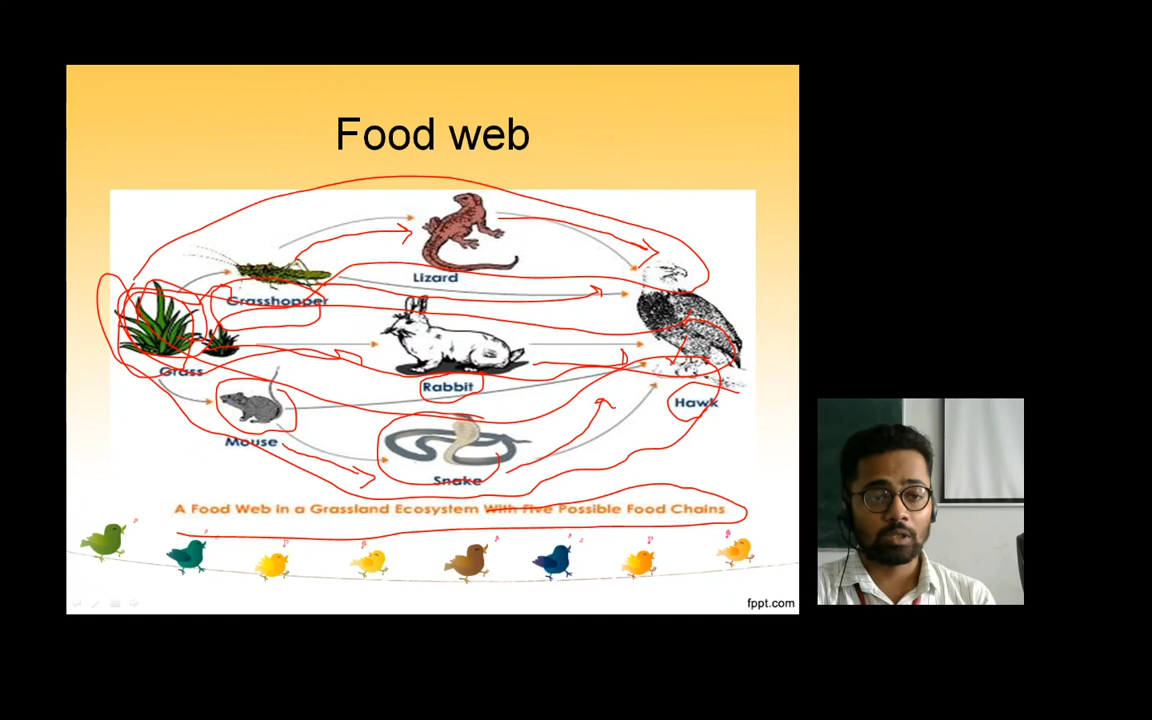 Food web
Lizard
Grasshopper
Grass
Rabbit
Hawk
Mouse
Snake
A Food Web in a Grassland Ecosystem With Five Possible Food Chains
fppt.com